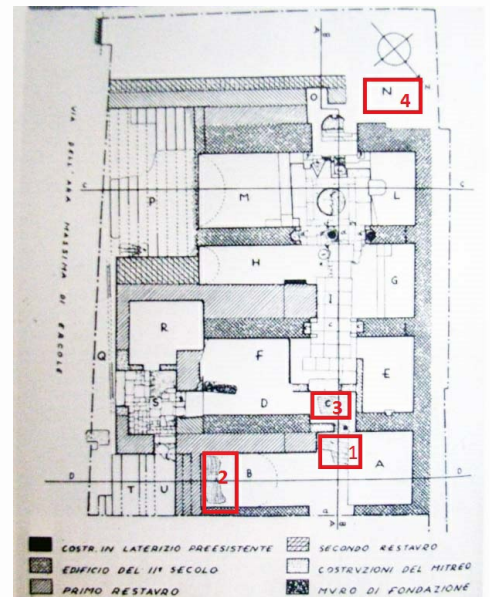 N
4
O
N
VIA DELL'ARA MASSIMA DI ERCOLE
C
C
P
M
L
H
G
I
R
Q
F
E
S
D
C
3
1
2
B
A
D
D
T
U
COSTR. IN LATERIZIO PREESISTENTE
SECONDO RESTAURO
EDIFICIO DEL II° SECOLO
COSTRUZIONI DEL MITREO
PRIMO RESTAURO
MURO DI FONDAZIONE